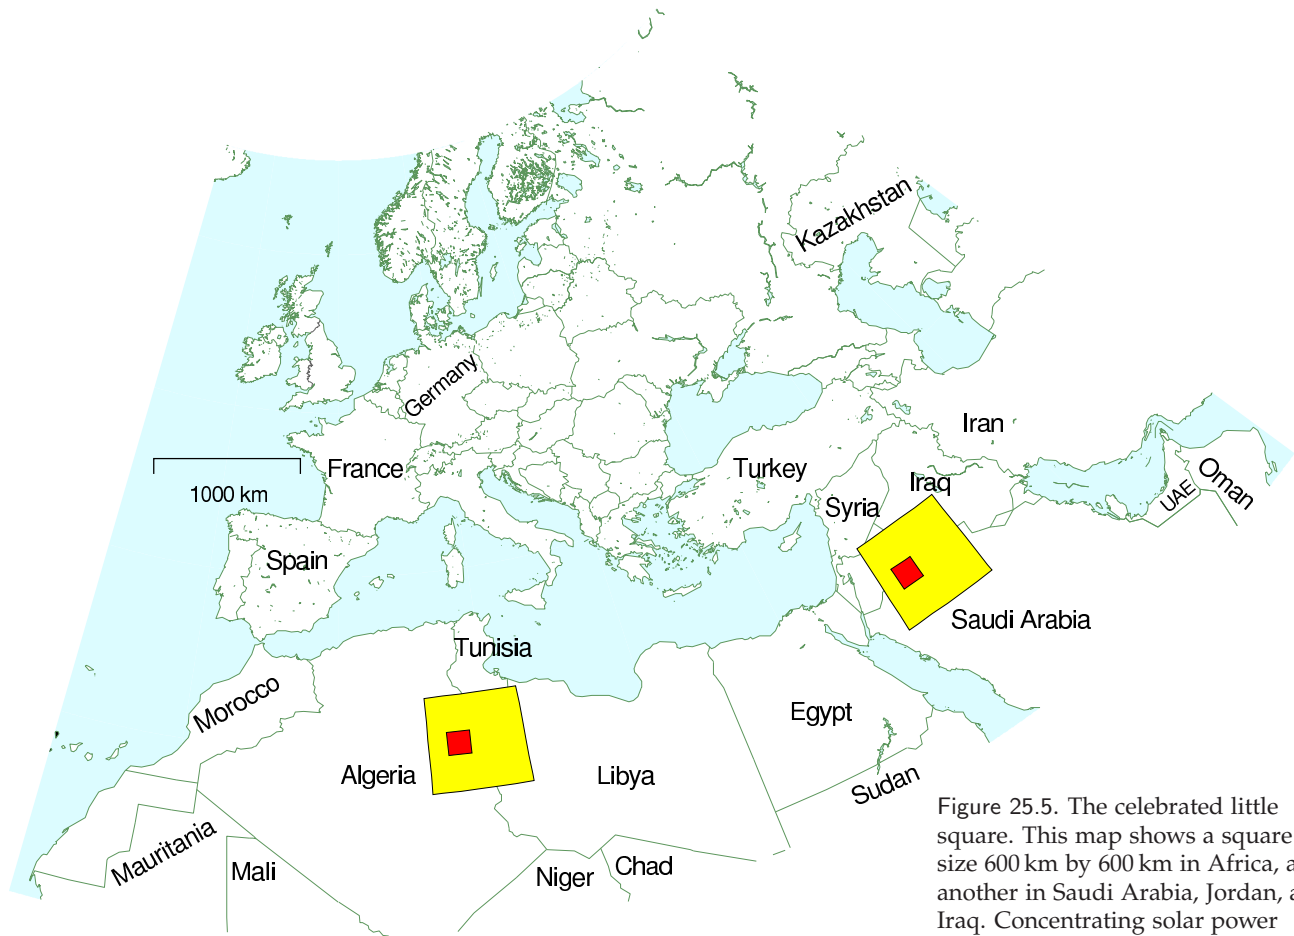 Kazakhstan
Germany
Iran
France
Turkey
1000 km
Iraq
Syria
UAE
Oman
Spain
Saudi Arabia
Tunisia
Morocco
Egypt
Algeria
Libya
Sudan
Mauritania
Mali
Niger
Chad
Figure 25.5. The celebrated little
square. This map shows a square
size 600 km by 600 km in Africa, a
another in Saudi Arabia, Jordan, a
Iraq. Concentrating solar power